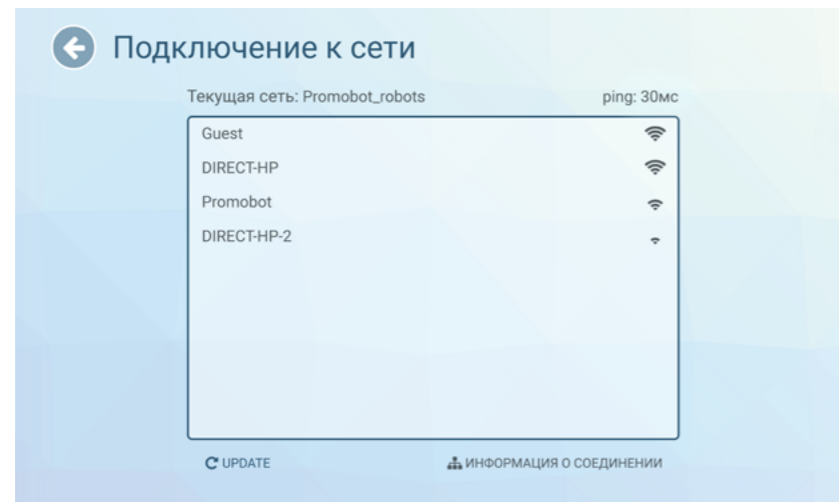 Подключение к сети
Текущая сеть: Promobot_robots ping: 30мс
Guest
DIRECT-HP
Promobot
DIRECT-HP-2
UPDATE ИНФОРМАЦИЯ О СОЕДИНЕНИИ